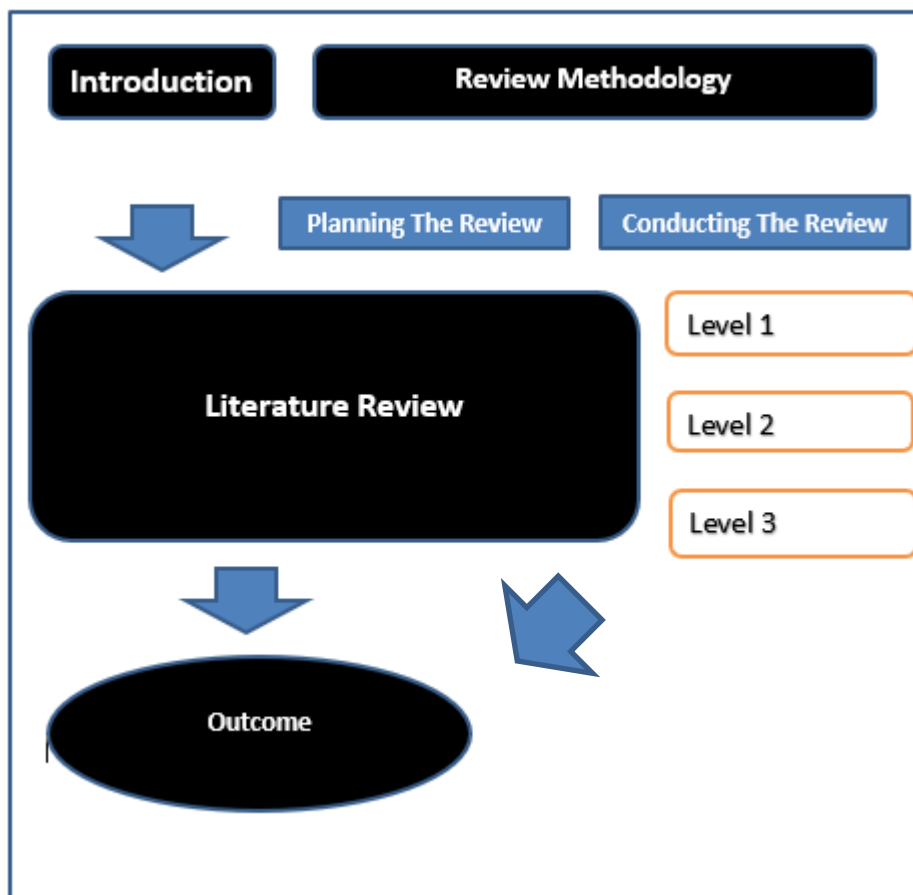 Introduction
Review Methodology
Planning The Review
Conducting The Review
Literature Review
Level 1
Level 2
Level 3
Outcome